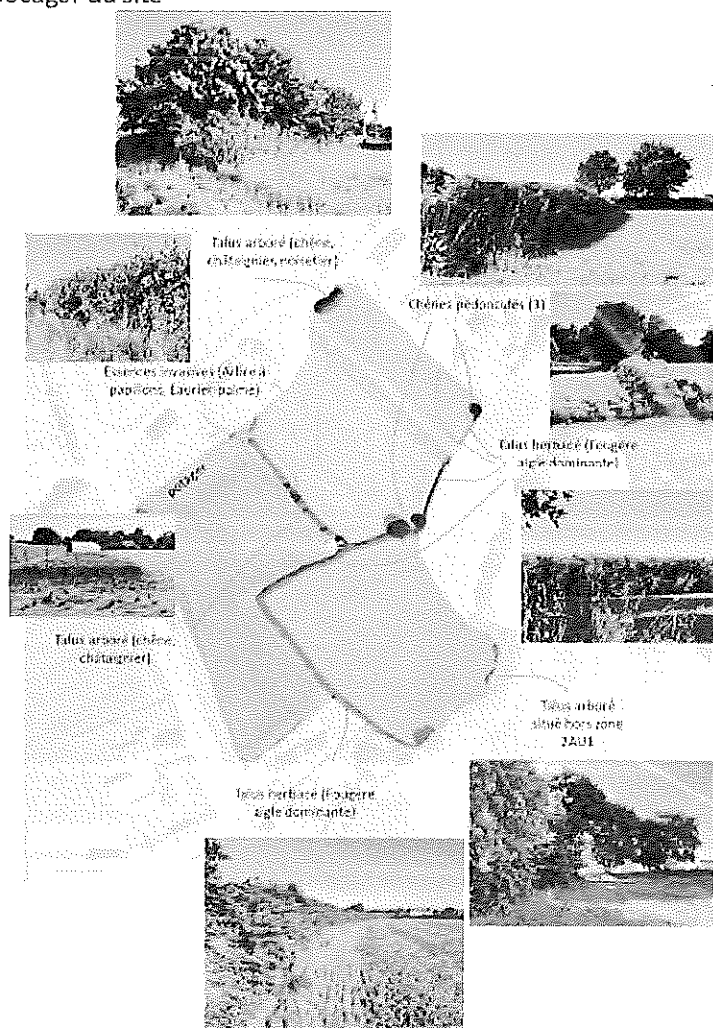 Talus arboré (chêne,
châtaignier, noisetier)
Chênes pédonculés (3)
Essences invasives (Arbre à
papillons, Laurier palme)
Talus herbacé (Fougère
aigle dominante)
Talus arboré (chêne,
châtaignier)
Talus arboré
situé hors zone
2AUE
Talus herbacé (Fougère
aigle dominante)